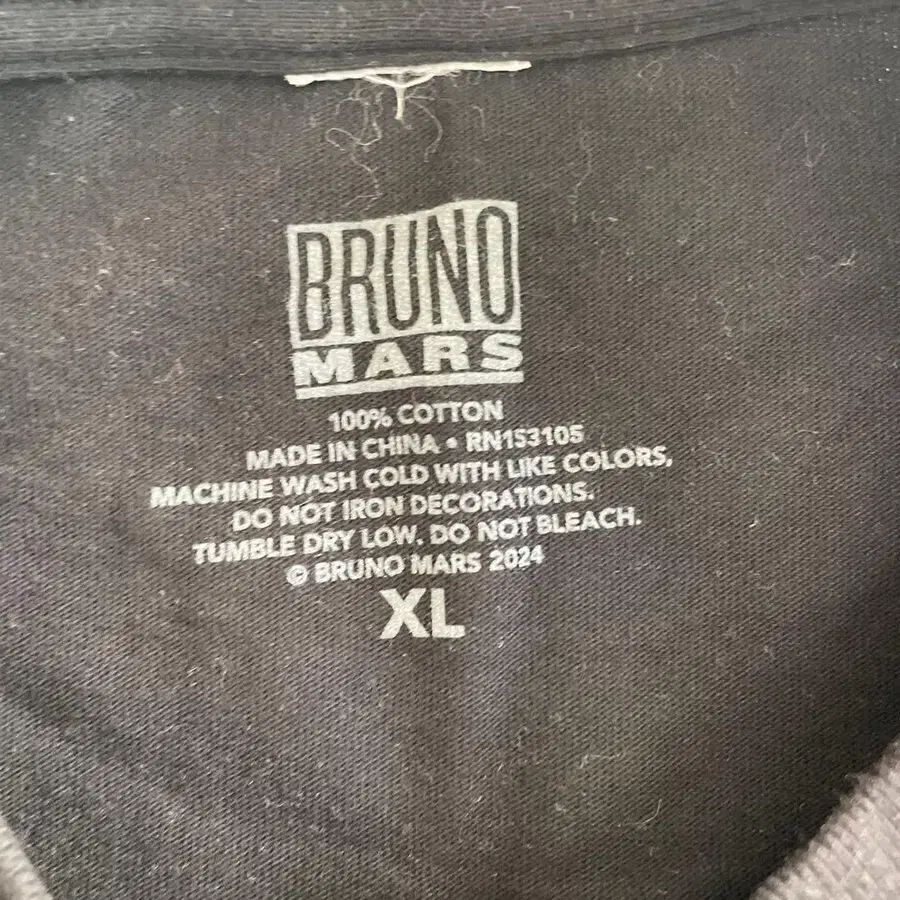 BRUNO
MARS
100% COTTON
MADE IN CHINA • RN153105
MACHINE WASH COLD WITH LIKE COLORS,
DO NOT IRON DECORATIONS.
TUMBLE DRY LOW. DO NOT BLEACH.
© BRUNO MARS 2024
XL